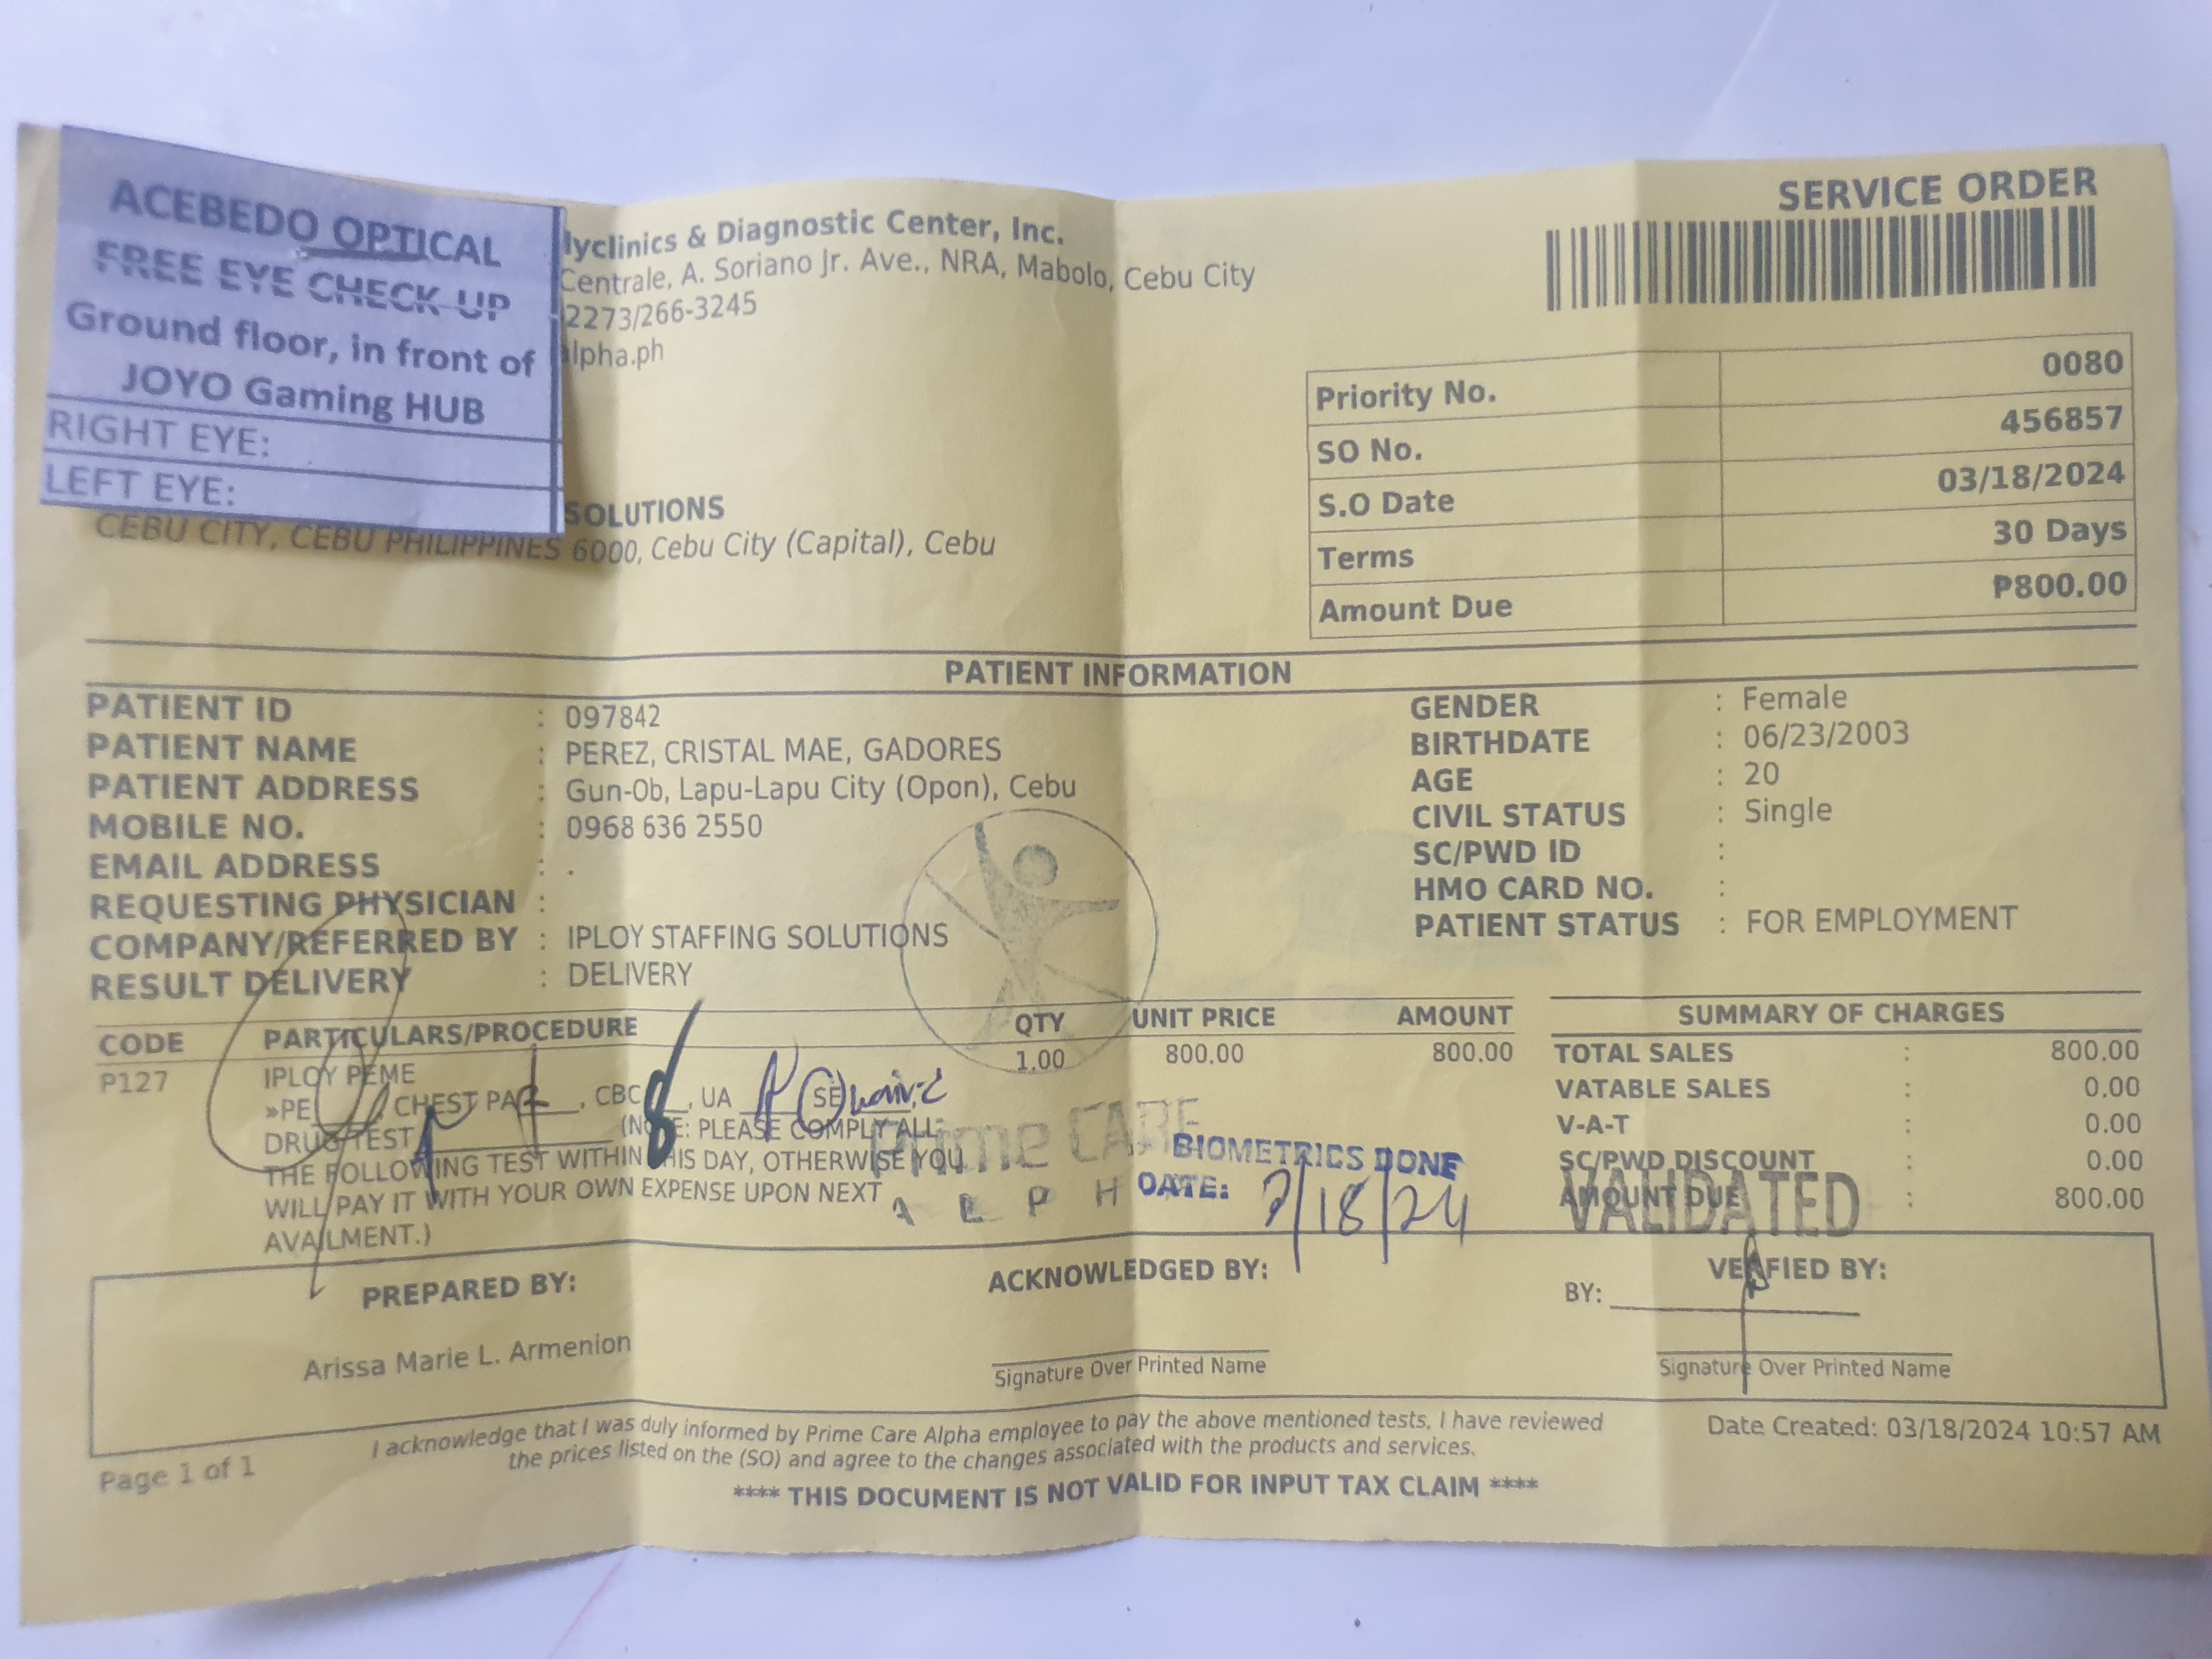 ACEBEDO OPTICAL
FREE EYE CHECK UP
Ground floor, in front of
JOYO Gaming HUB
RIGHT EYE:
LEFT EYE:
lyclinics & Diagnostic Center, Inc.
Centrale, A. Soriano Jr. Ave., NRA, Mabolo, Cebu City
2273/266-3245
lpha.ph
SOLUTIONS
CEBU CITY, CEBU PHILIPPINES 6000, Cebu City (Capital), Cebu
SERVICE ORDER
Priority No. 0080
SO No. 456857
S.O Date 03/18/2024
Terms 30 Days
Amount Due ₱800.00
PATIENT INFORMATION
PATIENT ID : 097842
PATIENT NAME : PEREZ, CRISTAL MAE, GADORES
PATIENT ADDRESS : Gun-Ob, Lapu-Lapu City (Opon), Cebu
MOBILE NO. : 0968 636 2550
EMAIL ADDRESS : .
REQUESTING PHYSICIAN :
COMPANY/REFERRED BY : IPLOY STAFFING SOLUTIONS
RESULT DELIVERY : DELIVERY
GENDER : Female
BIRTHDATE : 06/23/2003
AGE : 20
CIVIL STATUS : Single
SC/PWD ID :
HMO CARD NO. :
PATIENT STATUS : FOR EMPLOYMENT
CODE PARTICULARS/PROCEDURE QTY UNIT PRICE AMOUNT
P127 IPLOY PEME 1.00 800.00 800.00
»PE , CHEST PA , CBC , UA , SE
DRUG TEST (NOTE: PLEASE COMPLY ALL
THE FOLLOWING TEST WITHIN THIS DAY, OTHERWISE YOU
WILL PAY IT WITH YOUR OWN EXPENSE UPON NEXT
AVAILMENT.)
Prime CARE
A L P H
BIOMETRICS DONE
DATE: 3/18/24
SUMMARY OF CHARGES
TOTAL SALES : 800.00
VATABLE SALES : 0.00
V-A-T : 0.00
SC/PWD DISCOUNT : 0.00
AMOUNT DUE : 800.00
VALIDATED
BY:
PREPARED BY:
Arissa Marie L. Armenion
ACKNOWLEDGED BY:
Signature Over Printed Name
VERIFIED BY:
Signature Over Printed Name
I acknowledge that I was duly informed by Prime Care Alpha employee to pay the above mentioned tests. I have reviewed
the prices listed on the (SO) and agree to the changes associated with the products and services.
Date Created: 03/18/2024 10:57 AM
Page 1 of 1
**** THIS DOCUMENT IS NOT VALID FOR INPUT TAX CLAIM ****